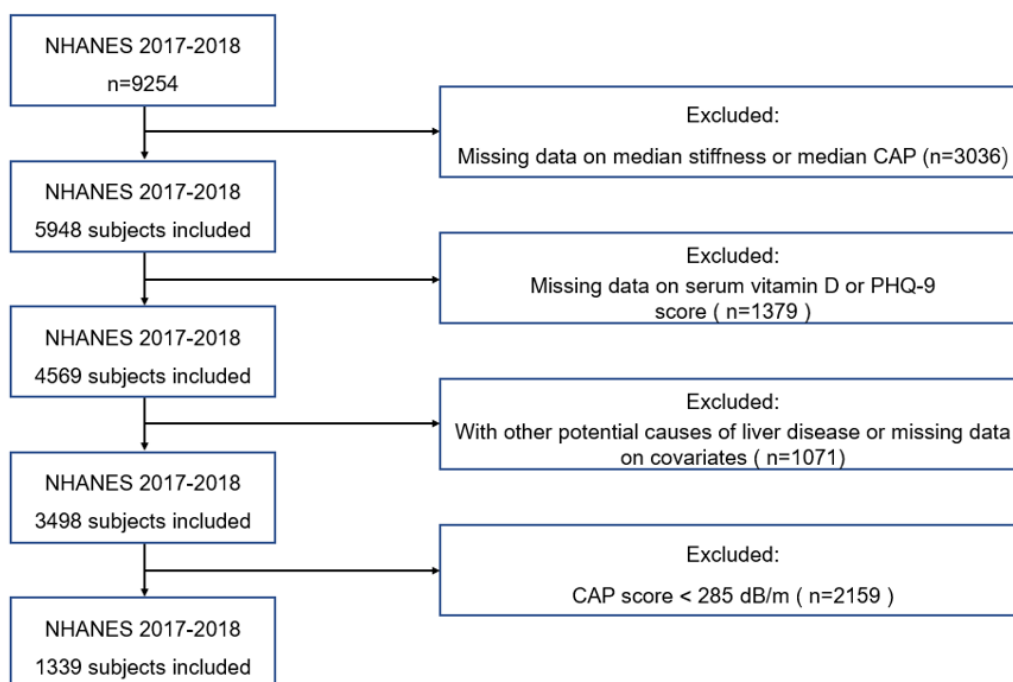 NHANES 2017-2018
n=9254
Excluded:
Missing data on median stiffness or median CAP (n=3036)
NHANES 2017-2018
5948 subjects included
Excluded:
Missing data on serum vitamin D or PHQ-9
score ( n=1379 )
NHANES 2017-2018
4569 subjects included
Excluded:
With other potential causes of liver disease or missing data
on covariates ( n=1071)
NHANES 2017-2018
3498 subjects included
Excluded:
CAP score < 285 dB/m ( n=2159 )
NHANES 2017-2018
1339 subjects included